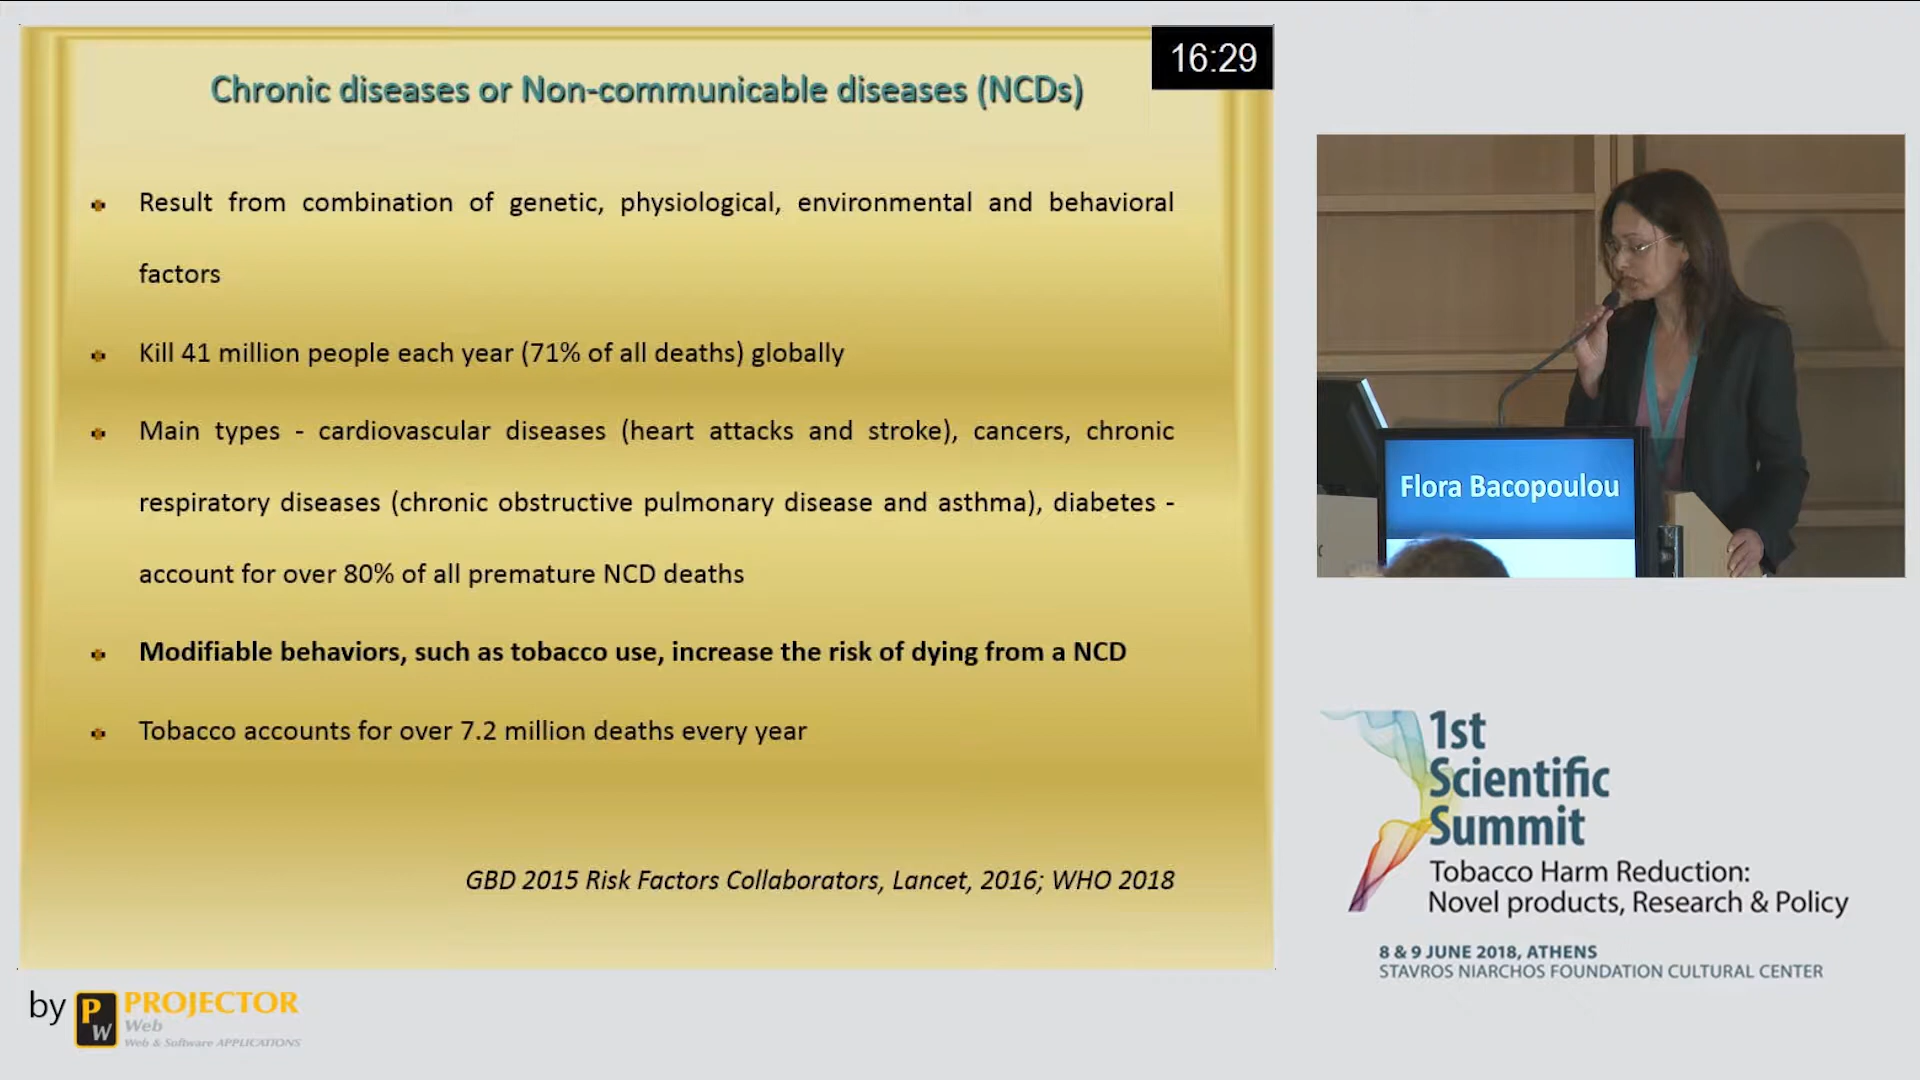 16:29
Chronic diseases or Non-communicable diseases (NCDs)
Result from combination of genetic, physiological, environmental and behavioral
factors
Kill 41 million people each year (71% of all deaths) globally
Main types - cardiovascular diseases (heart attacks and stroke), cancers, chronic
respiratory diseases (chronic obstructive pulmonary disease and asthma), diabetes -
account for over 80% of all premature NCD deaths
Modifiable behaviors, such as tobacco use, increase the risk of dying from a NCD
Tobacco accounts for over 7.2 million deaths every year
GBD 2015 Risk Factors Collaborators, Lancet, 2016; WHO 2018
Flora Bacopoulou
1st
Scientific
Summit
Tobacco Harm Reduction:
Novel products, Research & Policy
8 & 9 JUNE 2018, ATHENS
STAVROS NIARCHOS FOUNDATION CULTURAL CENTER
by PW PROJECTOR
Web
Web & Software APPLICATIONS